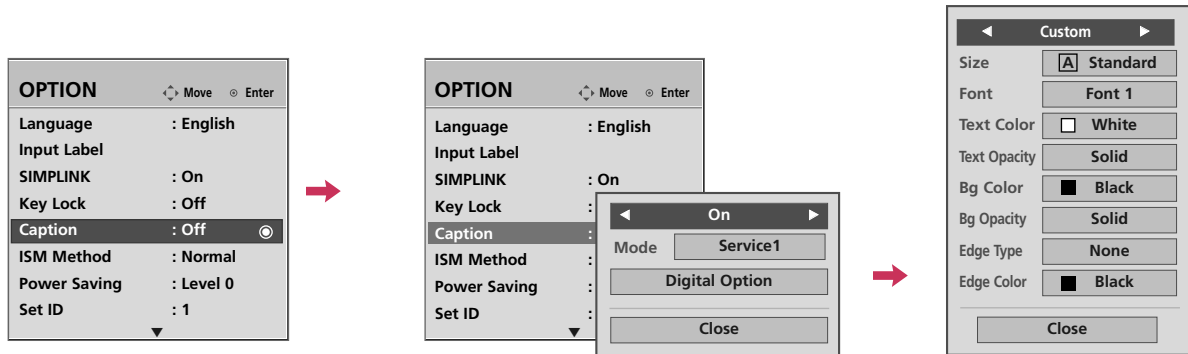 OPTION Move Enter
Language : English
Input Label
SIMPLINK : On
Key Lock : Off
Caption : Off
ISM Method : Normal
Power Saving : Level 0
Set ID : 1
OPTION Move Enter
Language : English
Input Label
SIMPLINK : On
Key Lock :
Caption :
ISM Method :
Power Saving :
Set ID :
On
Mode Service1
Digital Option
Close
Custom
Size A Standard
Font Font 1
Text Color White
Text Opacity Solid
Bg Color Black
Bg Opacity Solid
Edge Type None
Edge Color Black
Close